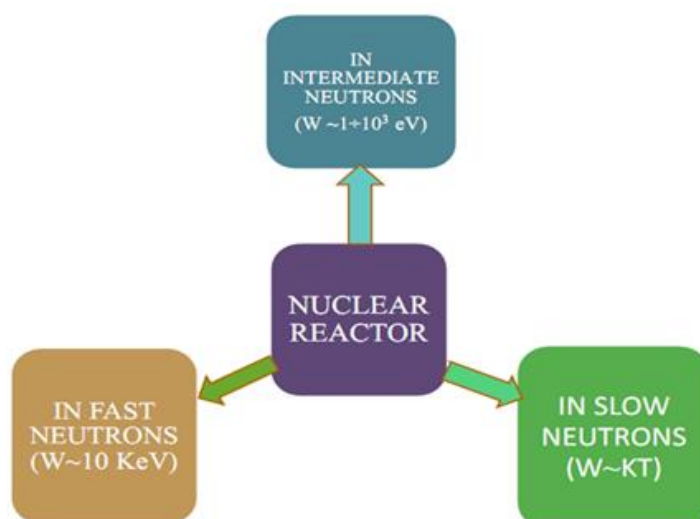 IN
INTERMEDIATE
NEUTRONS
(W ~1÷10³ eV)
NUCLEAR
REACTOR
IN FAST
NEUTRONS
(W~10 KeV)
IN SLOW
NEUTRONS
(W~KT)